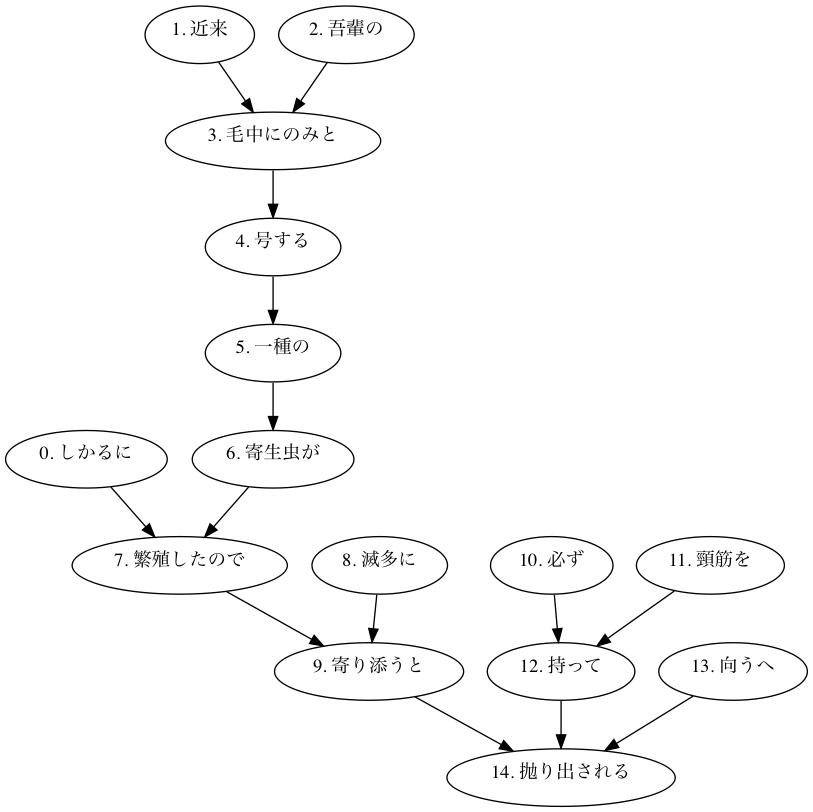 1. 近来
2. 吾輩の
3. 毛中にのみと
4. 号する
5. 一種の
0. しかるに
6. 寄生虫が
7. 繁殖したので
8. 滅多に
10. 必ず
11. 頸筋を
9. 寄り添うと
12. 持って
13. 向うへ
14. 抛り出される